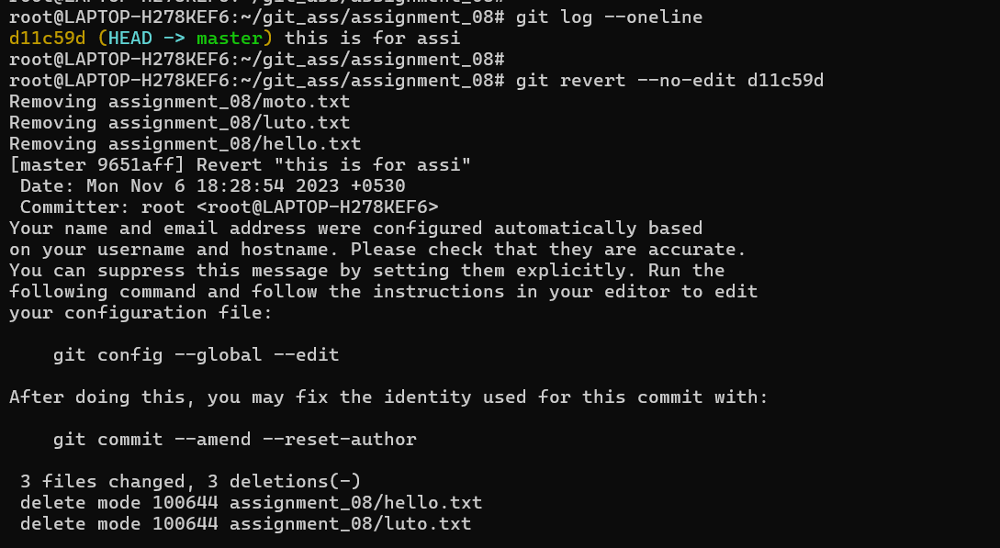 root@LAPTOP-H278KEF6:~/git_ass/assignment_08#
root@LAPTOP-H278KEF6:~/git_ass/assignment_08# git log --oneline
d11c59d (HEAD -> master) this is for assi
root@LAPTOP-H278KEF6:~/git_ass/assignment_08#
root@LAPTOP-H278KEF6:~/git_ass/assignment_08# git revert --no-edit d11c59d
Removing assignment_08/moto.txt
Removing assignment_08/luto.txt
Removing assignment_08/hello.txt
[master 9651aff] Revert "this is for assi"
 Date: Mon Nov 6 18:28:54 2023 +0530
 Committer: root <root@LAPTOP-H278KEF6>
Your name and email address were configured automatically based
on your username and hostname. Please check that they are accurate.
You can suppress this message by setting them explicitly. Run the
following command and follow the instructions in your editor to edit
your configuration file:

    git config --global --edit

After doing this, you may fix the identity used for this commit with:

    git commit --amend --reset-author

 3 files changed, 3 deletions(-)
 delete mode 100644 assignment_08/hello.txt
 delete mode 100644 assignment_08/luto.txt